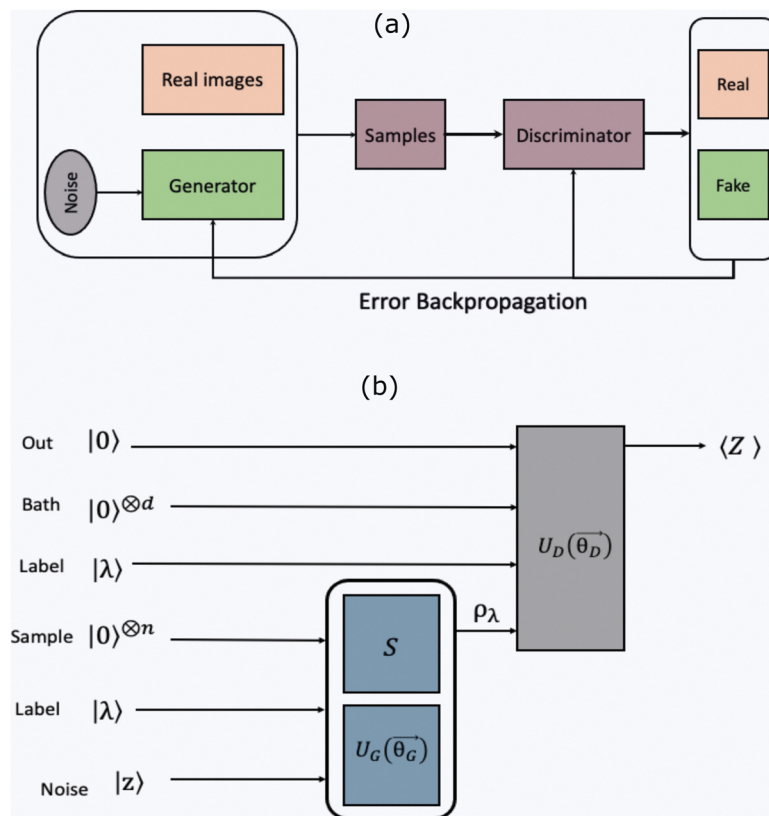 (a)
Real images
Real
Samples
Discriminator
Noise
Generator
Fake
Error Backpropagation
(b)
Out |0⟩ ⟨Z ⟩
Bath |0⟩⊗d
U_D(θ_D→)
Label |λ⟩
ρλ
Sample |0⟩⊗n
S
Label |λ⟩
U_G(θ_G→)
Noise |z⟩